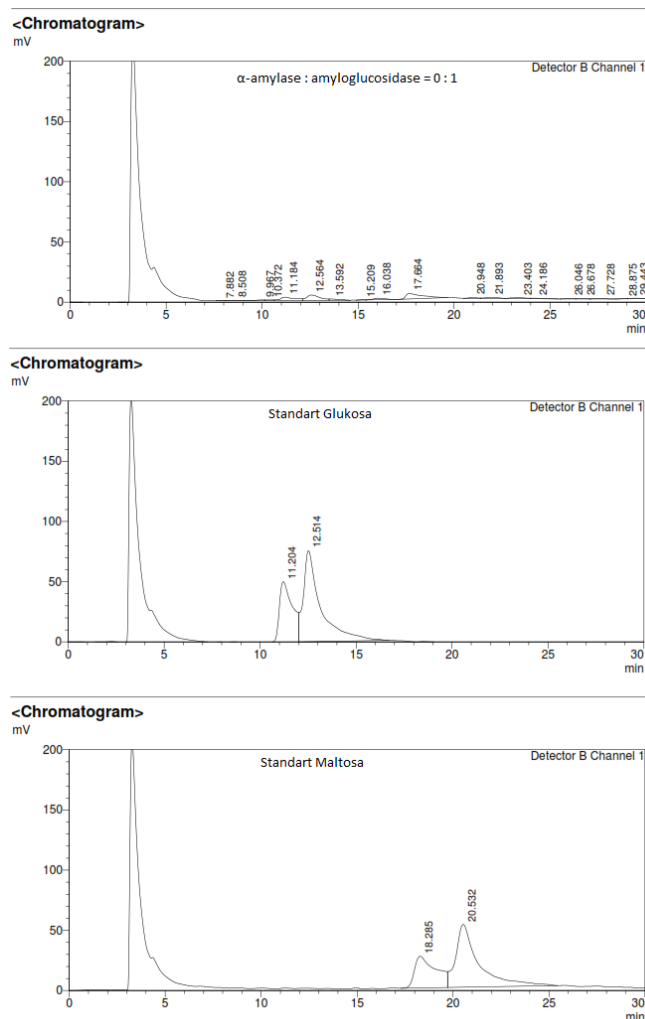 <Chromatogram>
mV
Detector B Channel 1
α-amylase : amyloglucosidase = 0 : 1
200
150
100
50
0
7.882
8.508
9.967
10.372
11.184
12.564
13.592
15.209
16.038
17.664
20.948
21.893
23.403
24.186
26.046
26.678
27.728
28.875
29.443
0 5 10 15 20 25 30
min
<Chromatogram>
mV
Detector B Channel 1
Standart Glukosa
200
150
100
50
0
11.204
12.514
0 5 10 15 20 25 30
min
<Chromatogram>
mV
Detector B Channel 1
Standart Maltosa
200
150
100
50
0
18.285
20.532
0 5 10 15 20 25 30
min